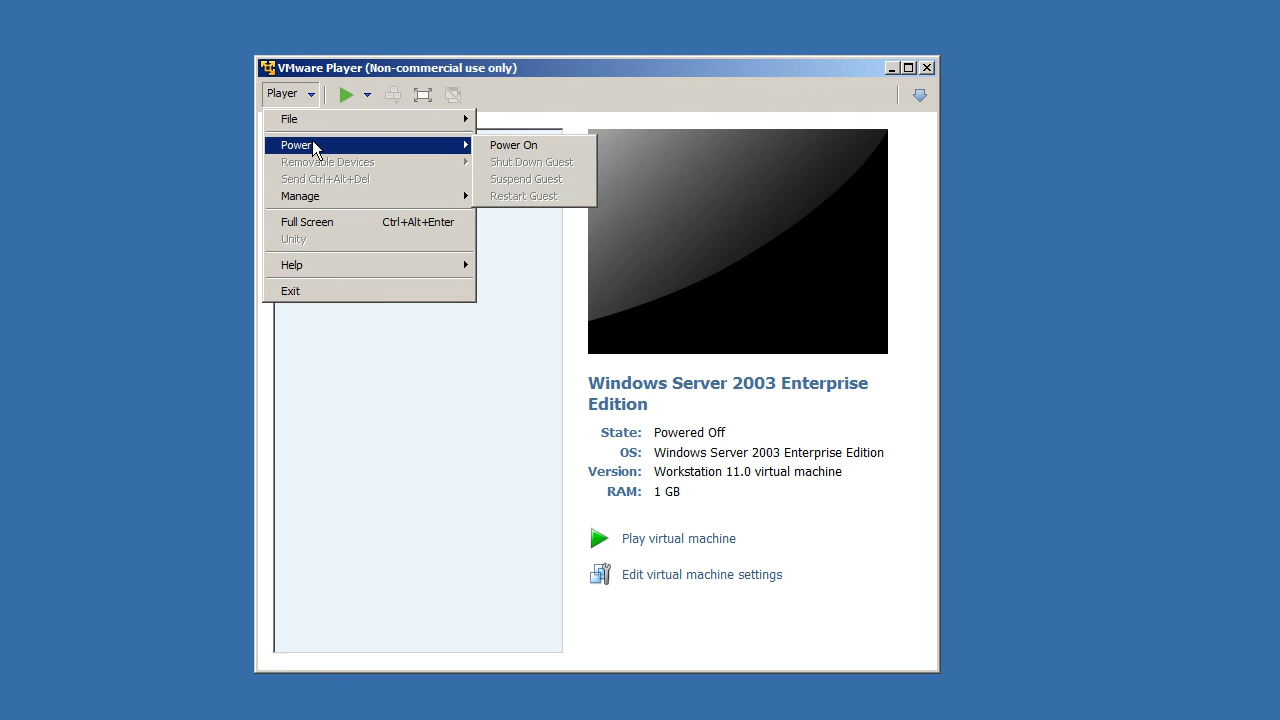 VMware Player (Non-commercial use only)
Player
File
Power
Removable Devices
Send Ctrl+Alt+Del
Manage
Full Screen Ctrl+Alt+Enter
Unity
Help
Exit
Power On
Shut Down Guest
Suspend Guest
Restart Guest
Windows Server 2003 Enterprise
Edition
State: Powered Off
OS: Windows Server 2003 Enterprise Edition
Version: Workstation 11.0 virtual machine
RAM: 1 GB
Play virtual machine
Edit virtual machine settings